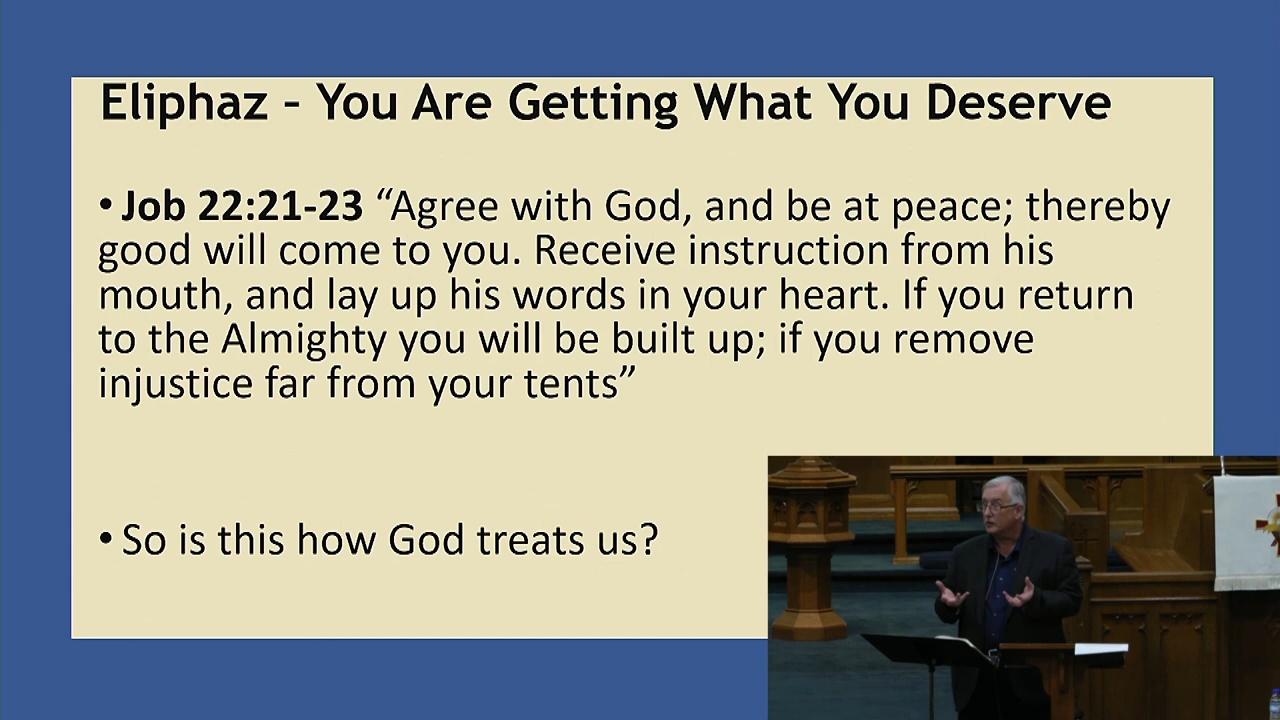 Eliphaz – You Are Getting What You Deserve
• Job 22:21-23 “Agree with God, and be at peace; thereby
good will come to you. Receive instruction from his
mouth, and lay up his words in your heart. If you return
to the Almighty you will be built up; if you remove
injustice far from your tents”
• So is this how God treats us?